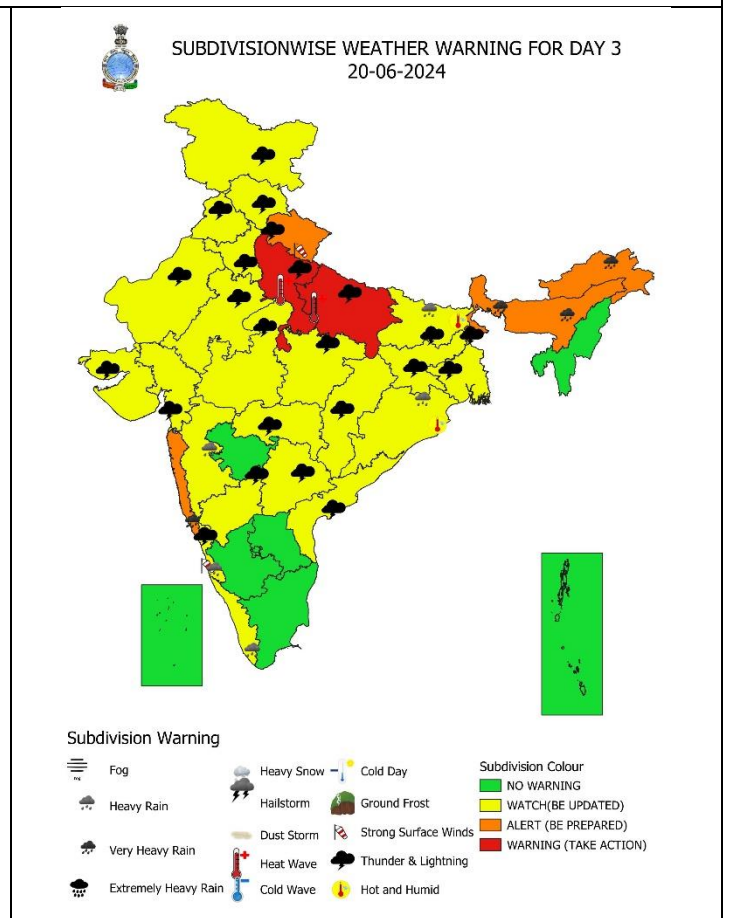 SUBDIVISIONWISE WEATHER WARNING FOR DAY 3
20-06-2024
Subdivision Warning
Fog
Heavy Rain
Very Heavy Rain
Extremely Heavy Rain
Heavy Snow
Hailstorm
Dust Storm
Heat Wave
Cold Wave
Cold Day
Ground Frost
Strong Surface Winds
Thunder & Lightning
Hot and Humid
Subdivision Colour
NO WARNING
WATCH(BE UPDATED)
ALERT (BE PREPARED)
WARNING (TAKE ACTION)